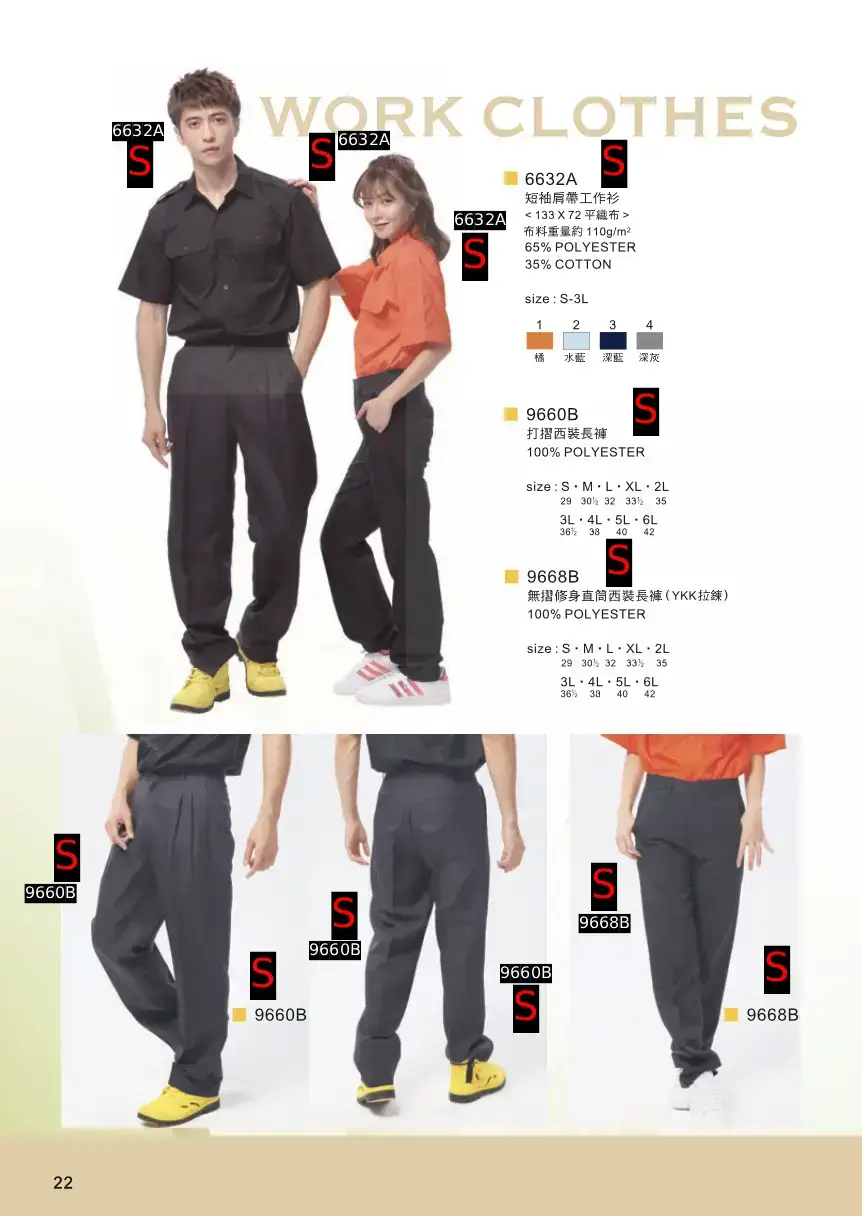 WORK CLOTHES
6632A
S
S
6632A
6632A
S
6632A
S
短袖肩帶工作衫
< 133 X 72 平織布 >
布料重量約 110g/m²
65% POLYESTER
35% COTTON
size : S-3L
1 2 3 4
橘 水藍 深藍 深灰
9660B
S
打摺西裝長褲
100% POLYESTER
size : S・M・L・XL・2L
29 30½ 32 33½ 35
3L・4L・5L・6L
36½ 38 40 42
9668B
S
無摺修身直筒西裝長褲（YKK拉鍊）
100% POLYESTER
size : S・M・L・XL・2L
29 30½ 32 33½ 35
3L・4L・5L・6L
36½ 38 40 42
S
9660B
S
9660B
S
9660B
9660B
S
S
9668B
S
9668B
22